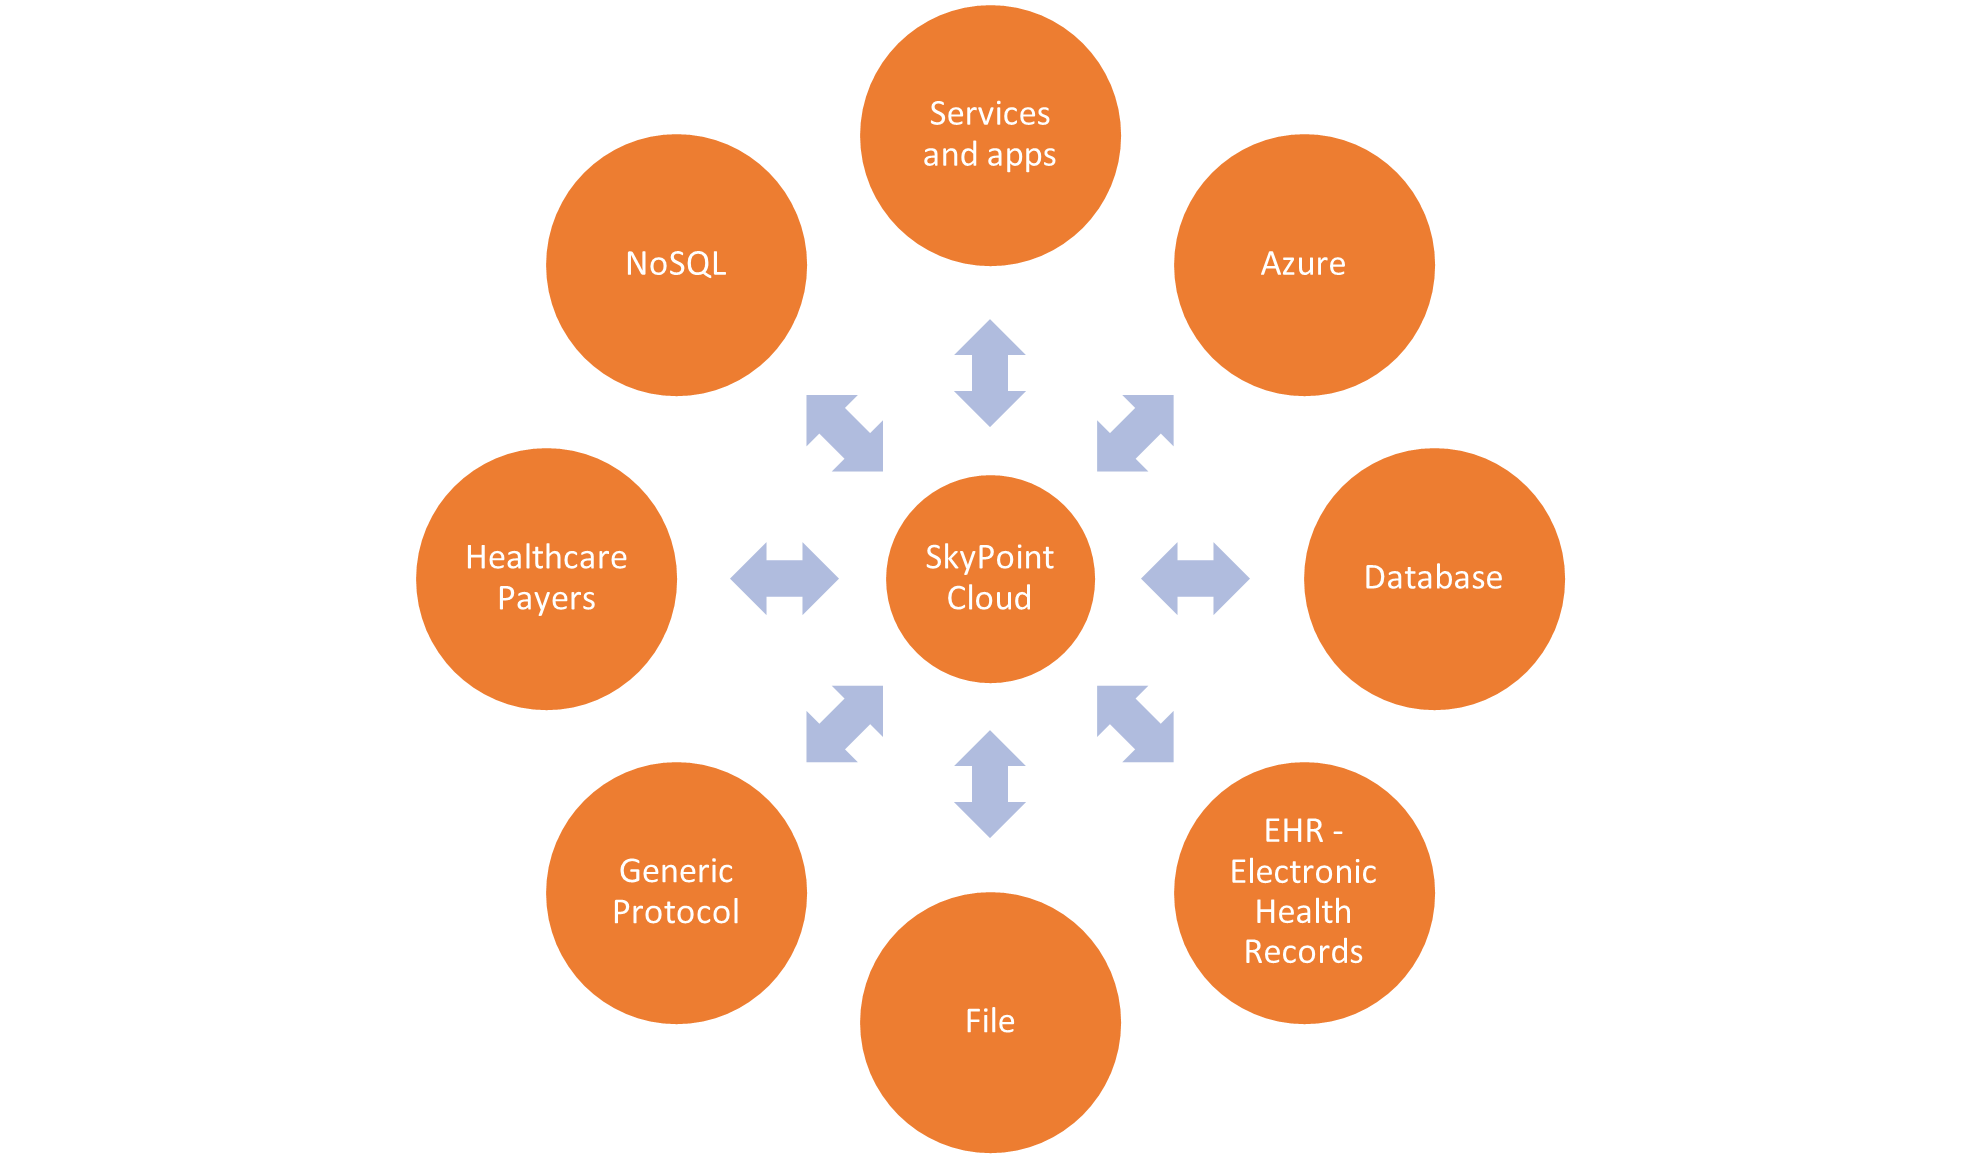 Services
and apps
NoSQL
Azure
Healthcare
Payers
SkyPoint
Cloud
Database
Generic
Protocol
EHR -
Electronic
Health
Records
File